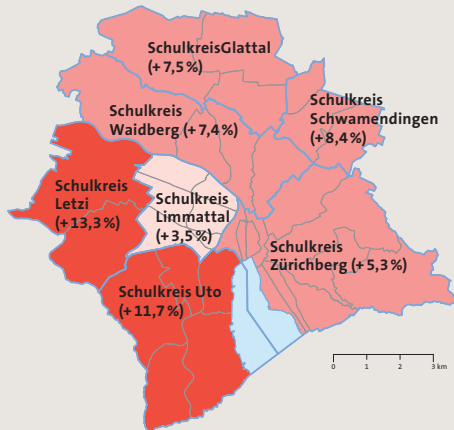 SchulkreisGlattal
(+7,5%)
Schulkreis
Waidberg (+7,4%)
Schulkreis
Schwamendingen
(+8,4%)
Schulkreis
Letzi
(+13,3%)
Schulkreis
Limmattal
(+3,5%)
Schulkreis
Zürichberg (+5,3%)
Schulkreis Uto
(+11,7%)
0 1 2 3 km